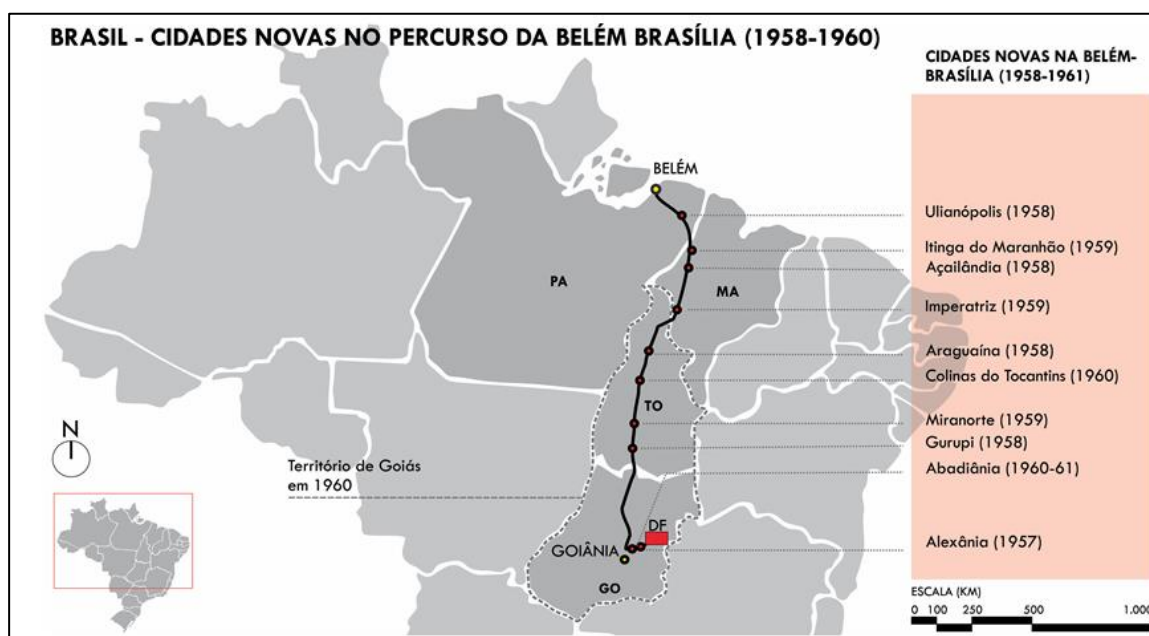 BRASIL - CIDADES NOVAS NO PERCURSO DA BELÉM BRASÍLIA (1958-1960)
CIDADES NOVAS NA BELÉM-
BRASÍLIA (1958-1961)
BELÉM
Ulianópolis (1958)
Itinga do Maranhão (1959)
Açailândia (1958)
PA
MA
Imperatriz (1959)
Araguaína (1958)
Colinas do Tocantins (1960)
TO
Miranorte (1959)
Gurupi (1958)
N
Território de Goiás
em 1960
Abadiânia (1960-61)
DF
GOIÂNIA
Alexânia (1957)
GO
ESCALA (KM)
0 100 250 500 1.000